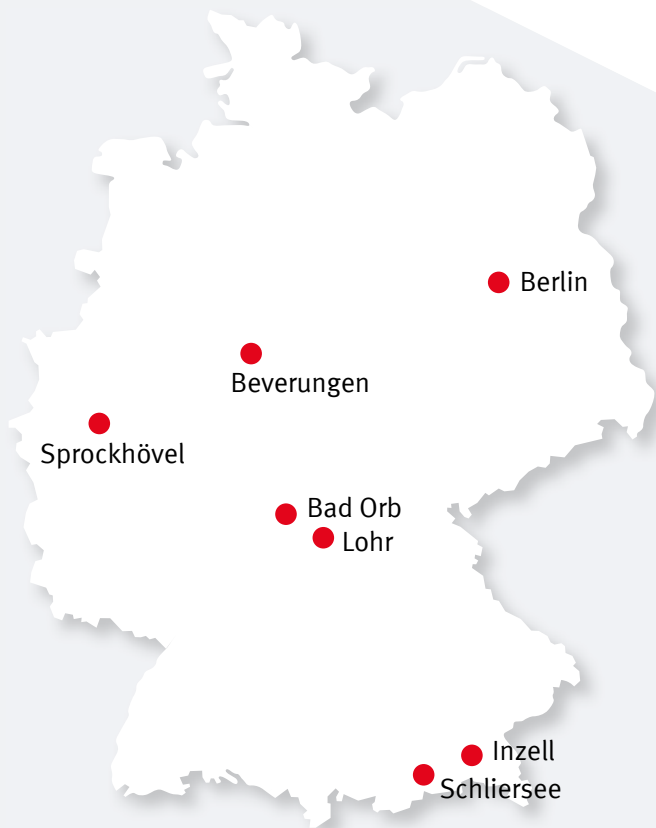 Berlin
Beverungen
Sprockhövel
Bad Orb
Lohr
Inzell
Schliersee